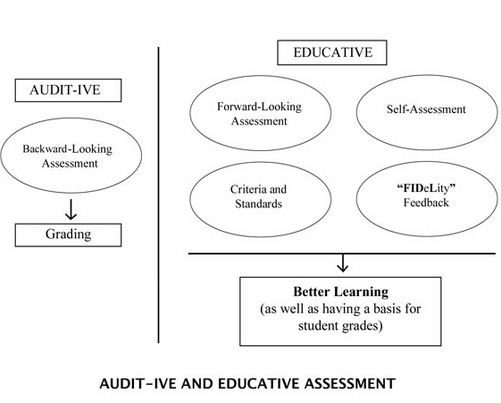 AUDIT-IVE
Backward-Looking
Assessment
Grading
EDUCATIVE
Forward-Looking
Assessment
Self-Assessment
Criteria and
Standards
“FIDeLity”
Feedback
Better Learning
(as well as having a basis for
student grades)
AUDIT-IVE AND EDUCATIVE ASSESSMENT